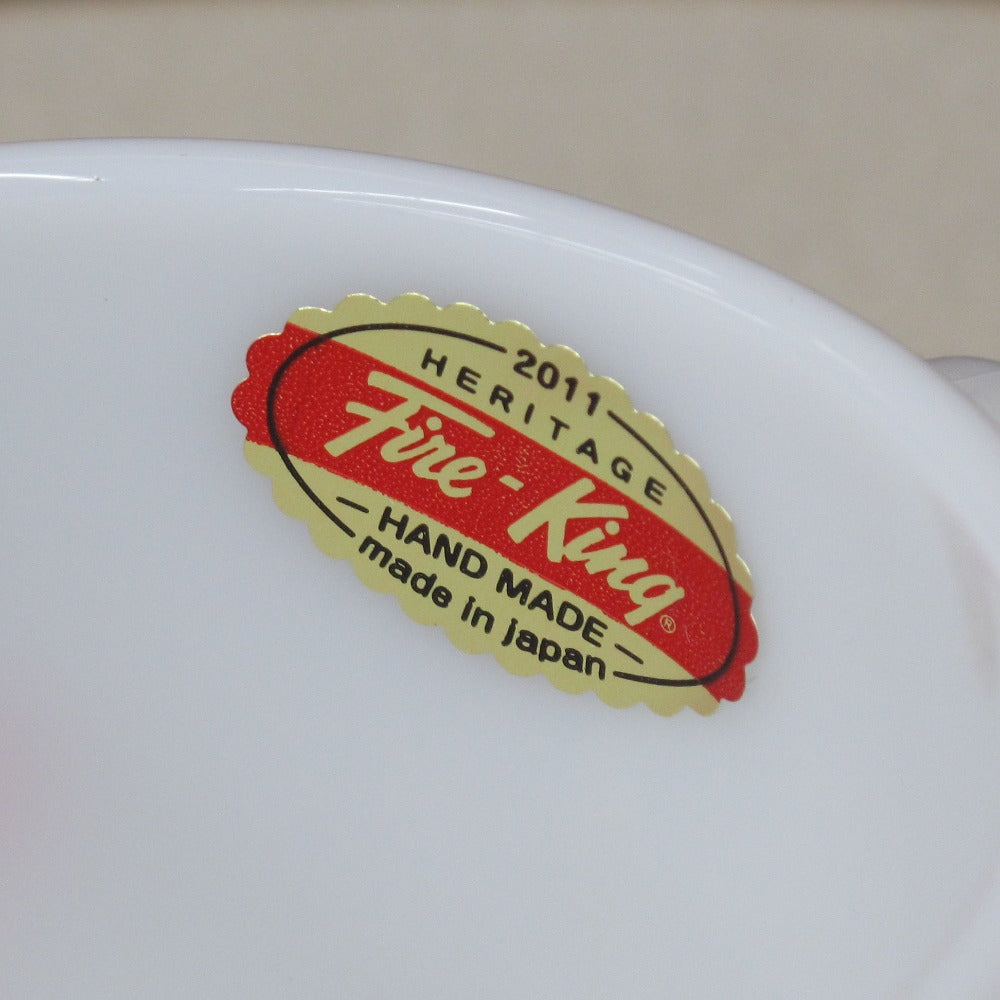 2011
HERITAGE
Fire-King®
— HAND MADE —
made in japan